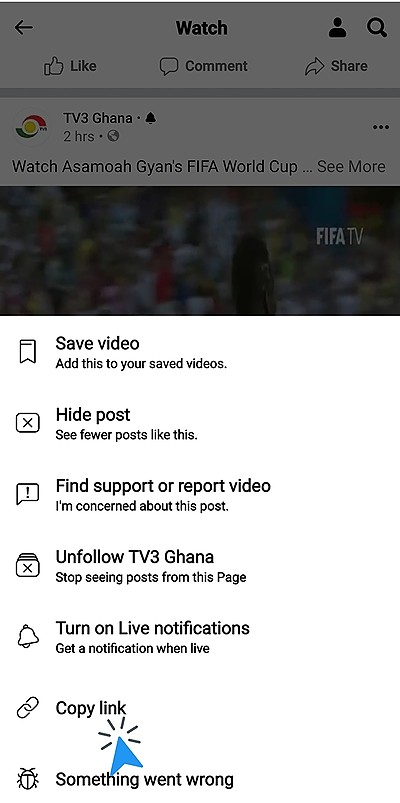 Watch
Like Comment Share
TV3 Ghana ·
2 hrs ·
Watch Asamoah Gyan's FIFA World Cup ... See More
FIFA TV
Save video
Add this to your saved videos.
Hide post
See fewer posts like this.
Find support or report video
I'm concerned about this post.
Unfollow TV3 Ghana
Stop seeing posts from this Page
Turn on Live notifications
Get a notification when live
Copy link
Something went wrong